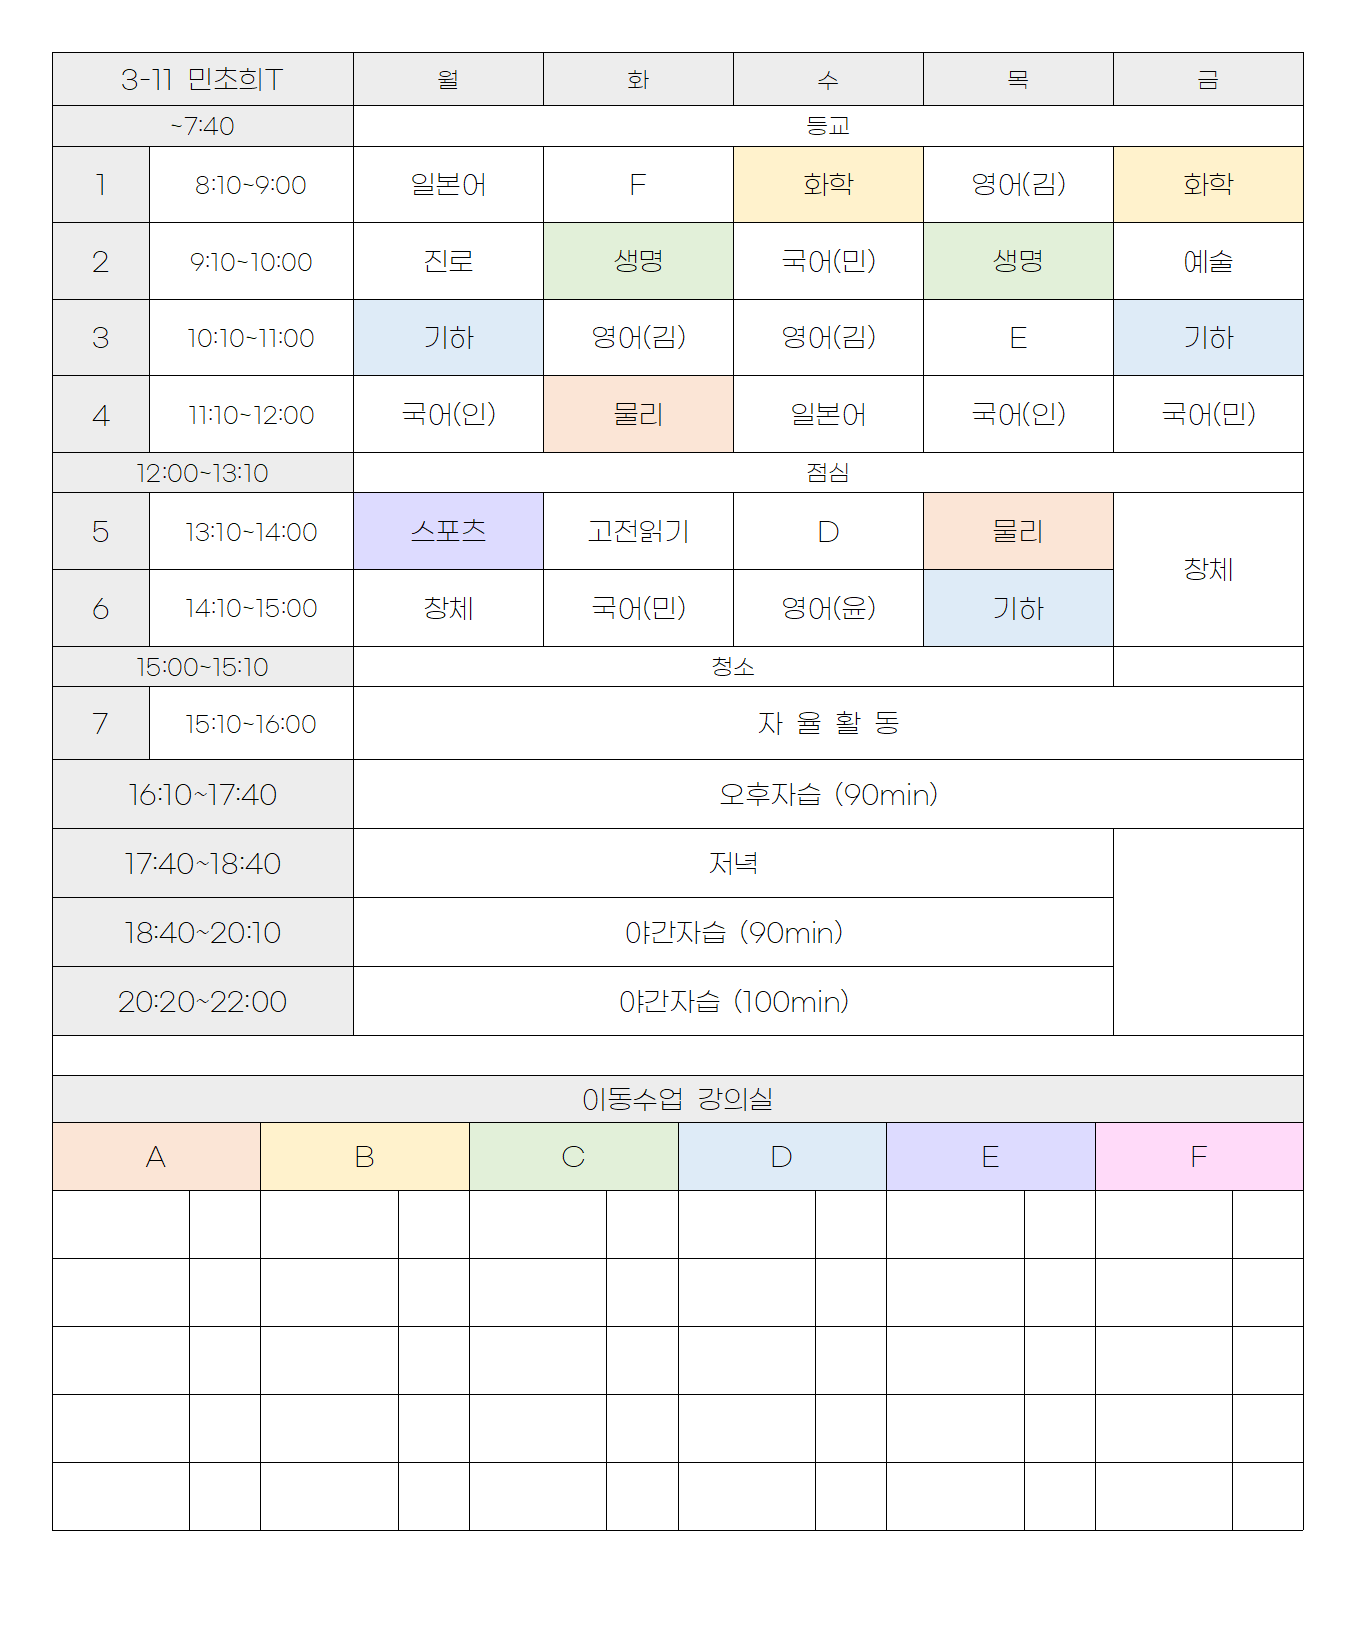 3-11 민초희T 월 화 수 목 금
~7:40 등교
1 8:10~9:00 일본어 F 화학 영어(김) 화학
2 9:10~10:00 진로 생명 국어(민) 생명 예술
3 10:10~11:00 기하 영어(김) 영어(김) E 기하
4 11:10~12:00 국어(인) 물리 일본어 국어(인) 국어(민)
12:00~13:10 점심
5 13:10~14:00 스포츠 고전읽기 D 물리 창체
6 14:10~15:00 창체 국어(민) 영어(윤) 기하
15:00~15:10 청소
7 15:10~16:00 자 율 활 동
16:10~17:40 오후자습 (90min)
17:40~18:40 저녁
18:40~20:10 야간자습 (90min)
20:20~22:00 야간자습 (100min)
이동수업 강의실
A B C D E F